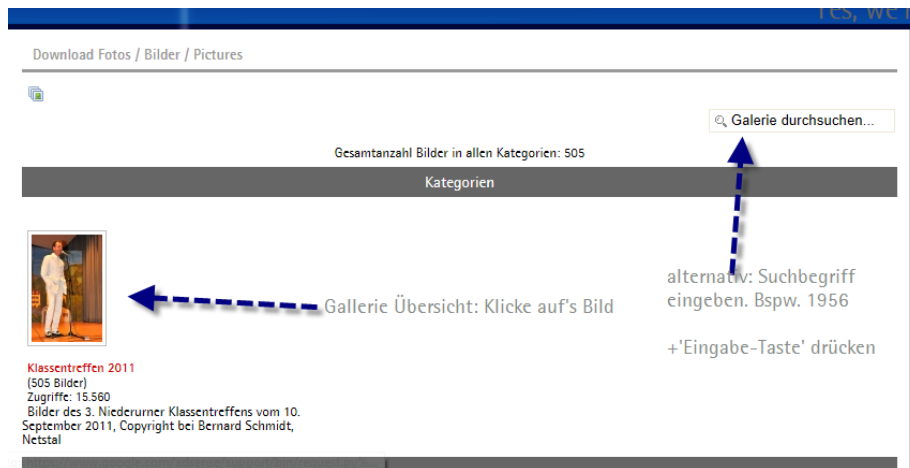 Yes, we
Download Fotos / Bilder / Pictures
Galerie durchsuchen...
Gesamtanzahl Bilder in allen Kategorien: 505
Kategorien
alternativ: Suchbegriff
eingeben. Bspw. 1956
Gallerie Übersicht: Klicke auf's Bild
+'Eingabe-Taste' drücken
Klassentreffen 2011
(505 Bilder)
Zugriffe: 15.560
Bilder des 3. Niederurner Klassentreffens vom 10.
September 2011, Copyright bei Bernard Schmidt,
Netstal